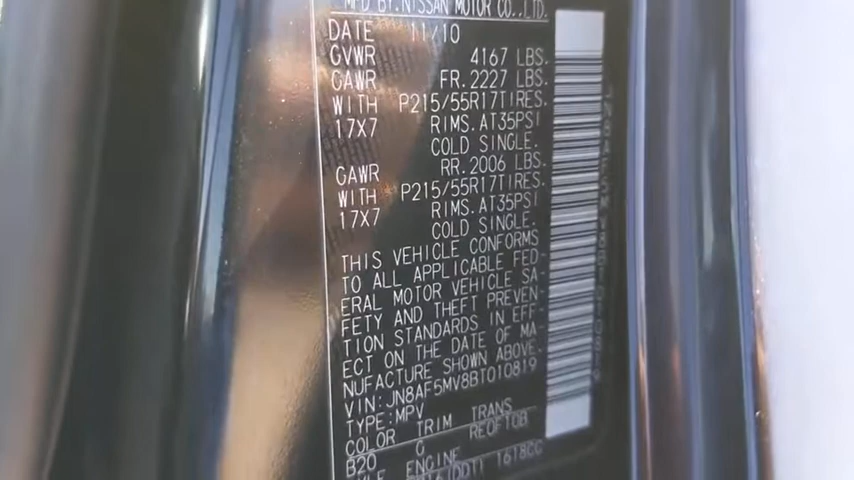 MFD BY.NISSAN MOTOR CO.,LTD.
DATE 11/10
GVWR 4167 LBS.
GAWR FR.2227 LBS.
WITH P215/55R17TIRES.
17X7 RIMS.AT35PSI
COLD SINGLE.
GAWR RR.2006 LBS.
WITH P215/55R17TIRES.
17X7 RIMS.AT35PSI
COLD SINGLE.
THIS VEHICLE CONFORMS
TO ALL APPLICABLE FED-
ERAL MOTOR VEHICLE SA-
FETY AND THEFT PREVEN-
TION STANDARDS IN EFF-
ECT ON THE DATE OF MA-
NUFACTURE SHOWN ABOVE.
VIN:JN8AF5MV8BT010819
TYPE:MPV
COLOR TRIM TRANS
B20 G RE0F10B
ENGINE
1618CC